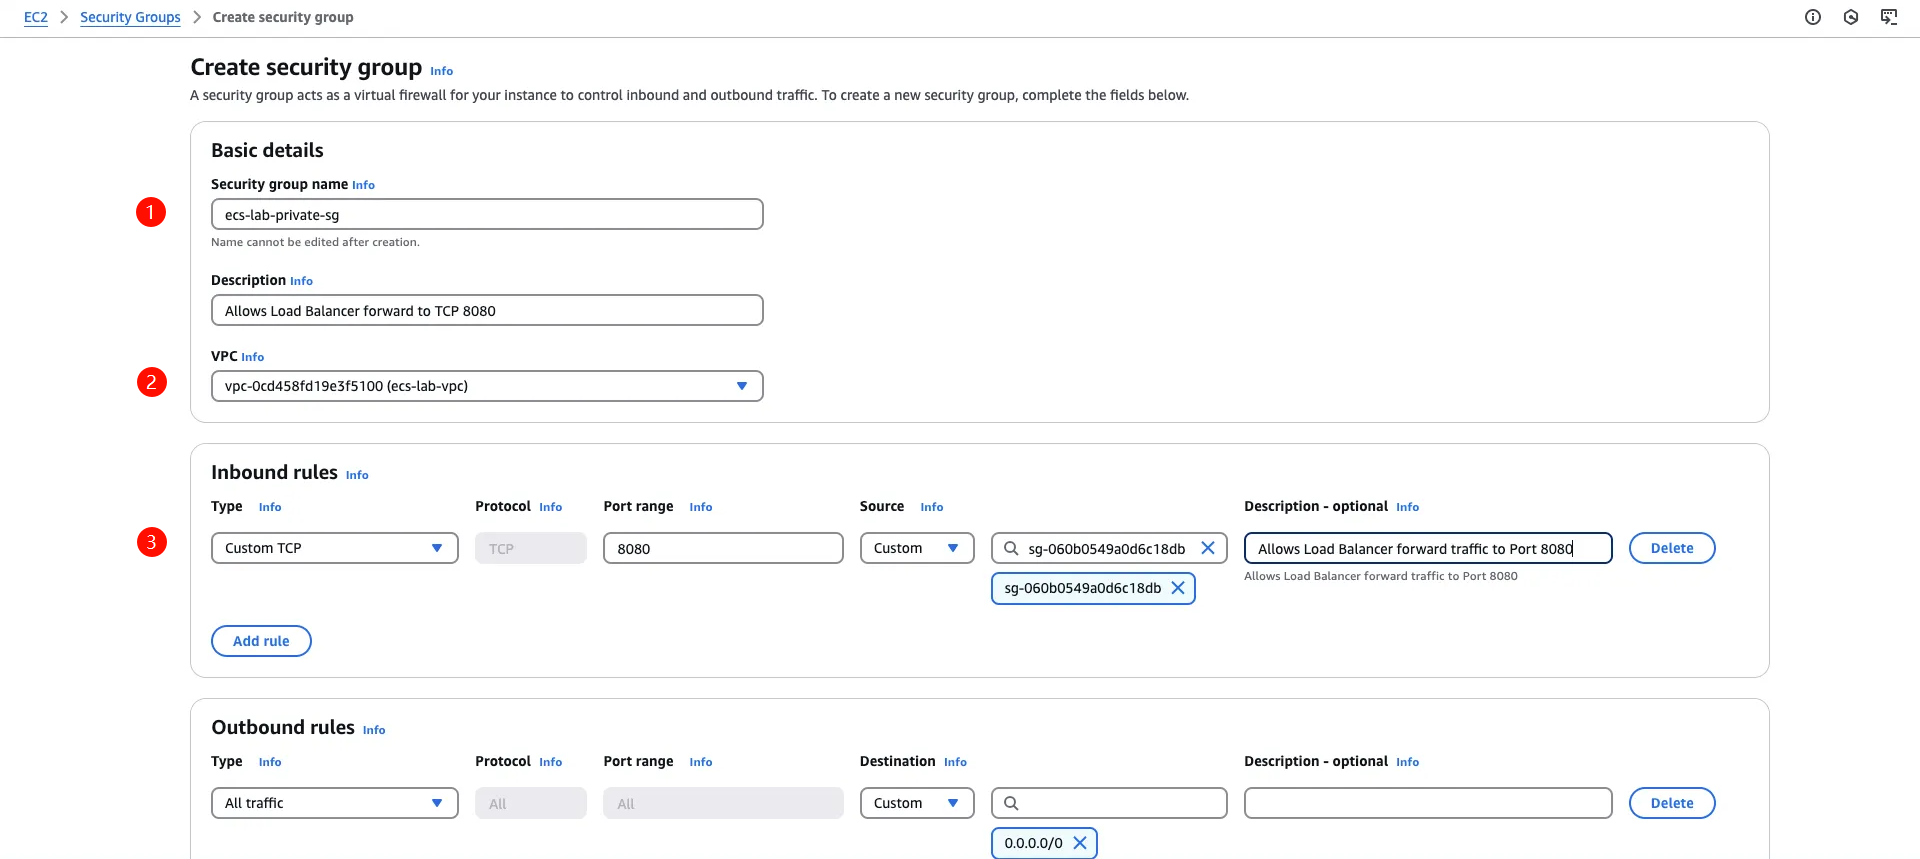 EC2 > Security Groups > Create security group
Create security group Info
A security group acts as a virtual firewall for your instance to control inbound and outbound traffic. To create a new security group, complete the fields below.
Basic details
Security group name Info
1
ecs-lab-private-sg
Name cannot be edited after creation.
Description Info
Allows Load Balancer forward to TCP 8080
VPC Info
2
vpc-0cd458fd19e3f5100 (ecs-lab-vpc)
Inbound rules Info
Type Info Protocol Info Port range Info Source Info Description - optional Info
3
Custom TCP TCP 8080 Custom sg-060b0549a0d6c18db Allows Load Balancer forward traffic to Port 8080 Delete
Allows Load Balancer forward traffic to Port 8080
sg-060b0549a0d6c18db
Add rule
Outbound rules Info
Type Info Protocol Info Port range Info Destination Info Description - optional Info
All traffic All All Custom Delete
0.0.0.0/0